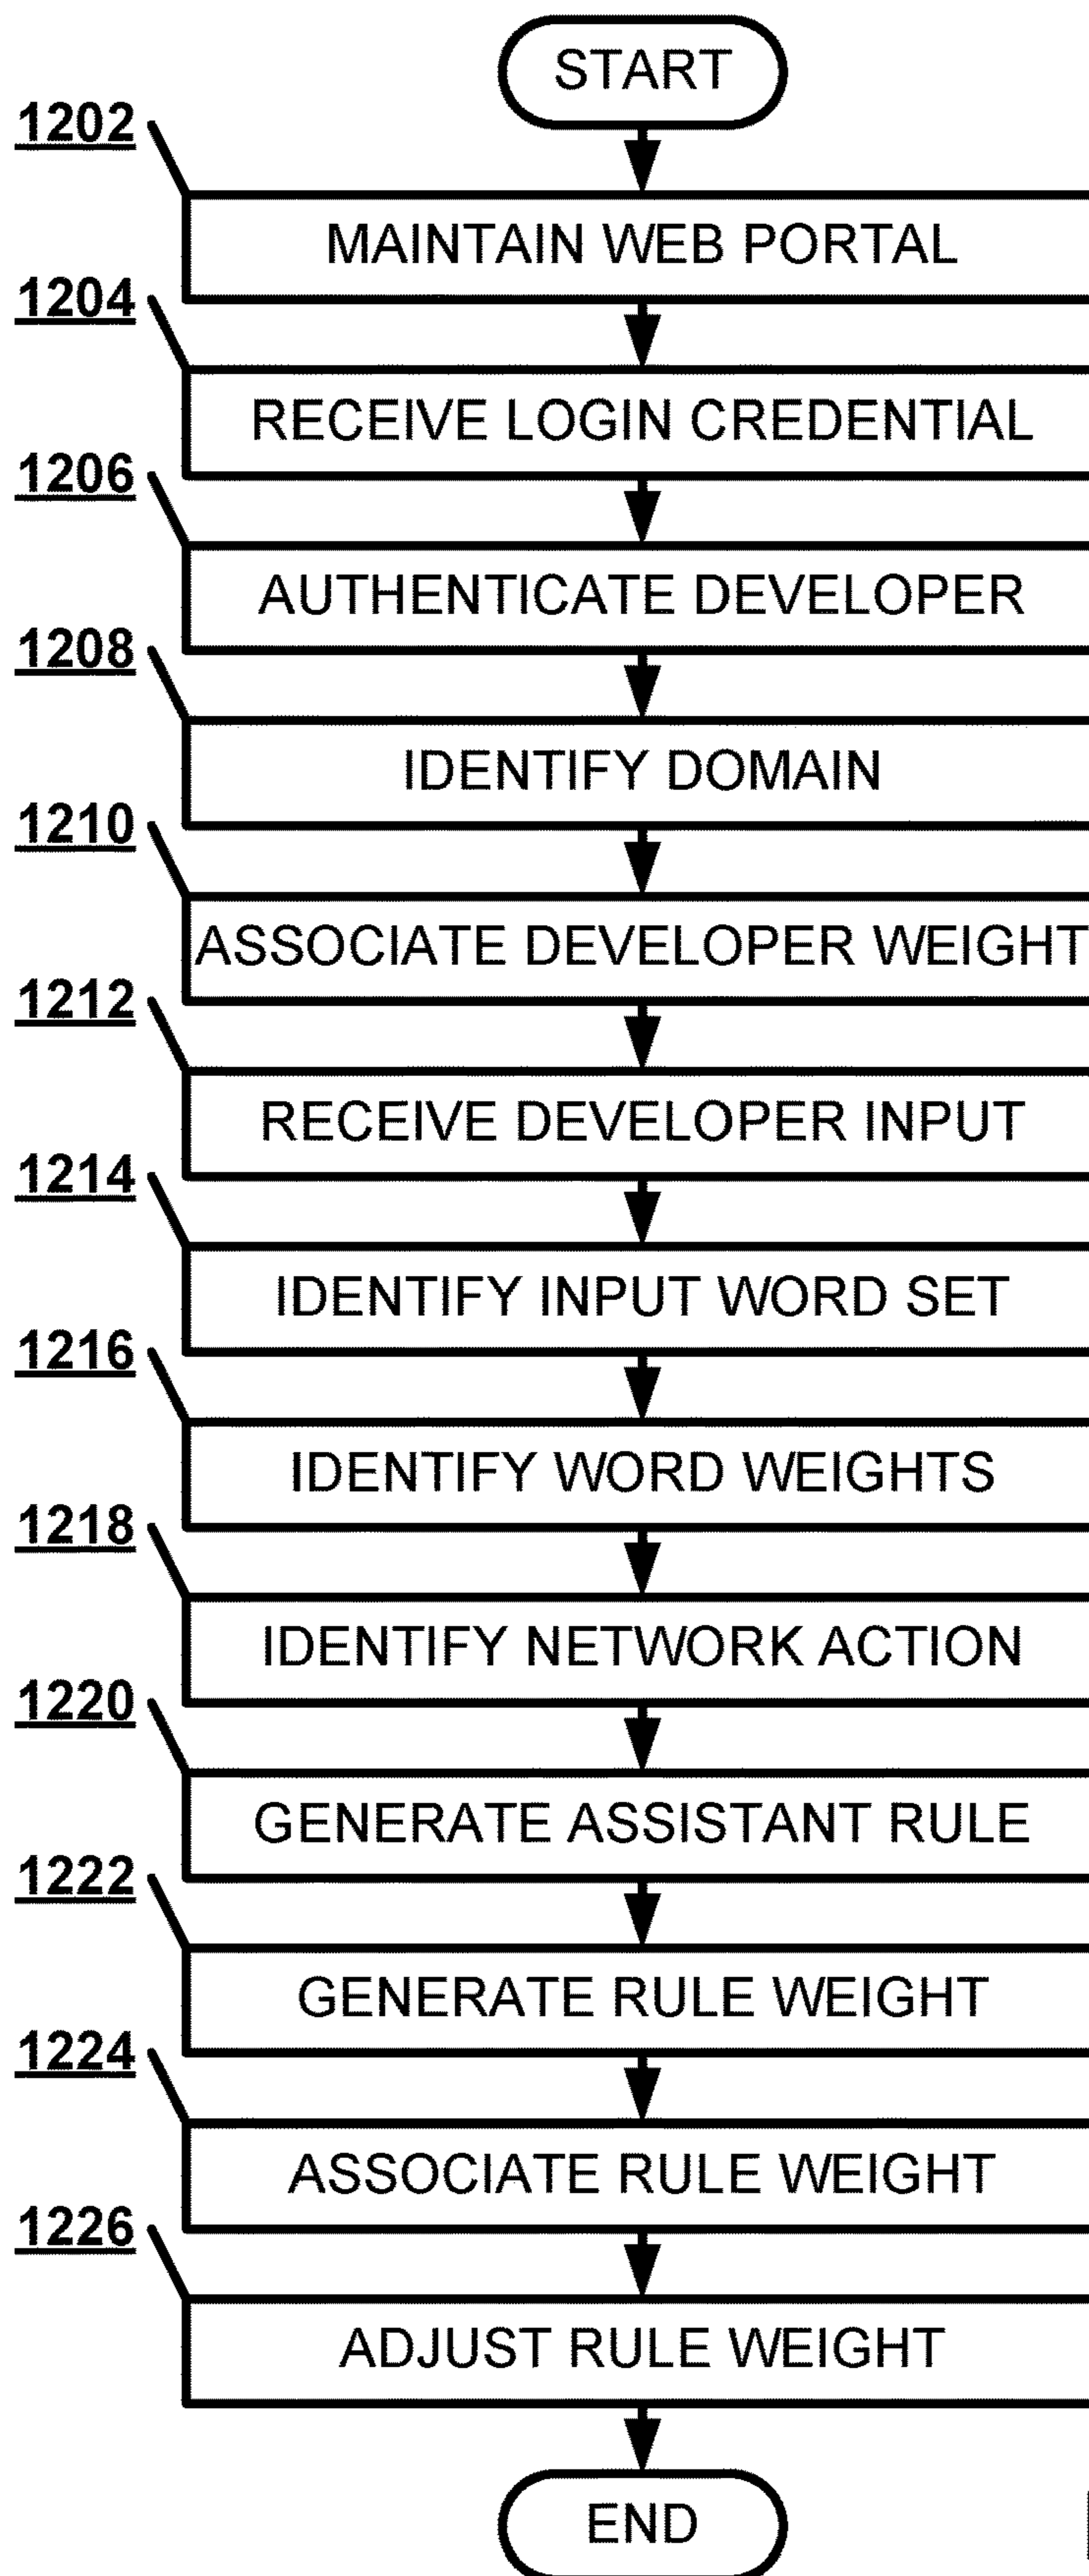 START
1202
MAINTAIN WEB PORTAL
1204
RECEIVE LOGIN CREDENTIAL
1206
AUTHENTICATE DEVELOPER
1208
IDENTIFY DOMAIN
1210
ASSOCIATE DEVELOPER WEIGHT
1212
RECEIVE DEVELOPER INPUT
1214
IDENTIFY INPUT WORD SET
1216
IDENTIFY WORD WEIGHTS
1218
IDENTIFY NETWORK ACTION
1220
GENERATE ASSISTANT RULE
1222
GENERATE RULE WEIGHT
1224
ASSOCIATE RULE WEIGHT
1226
ADJUST RULE WEIGHT
END